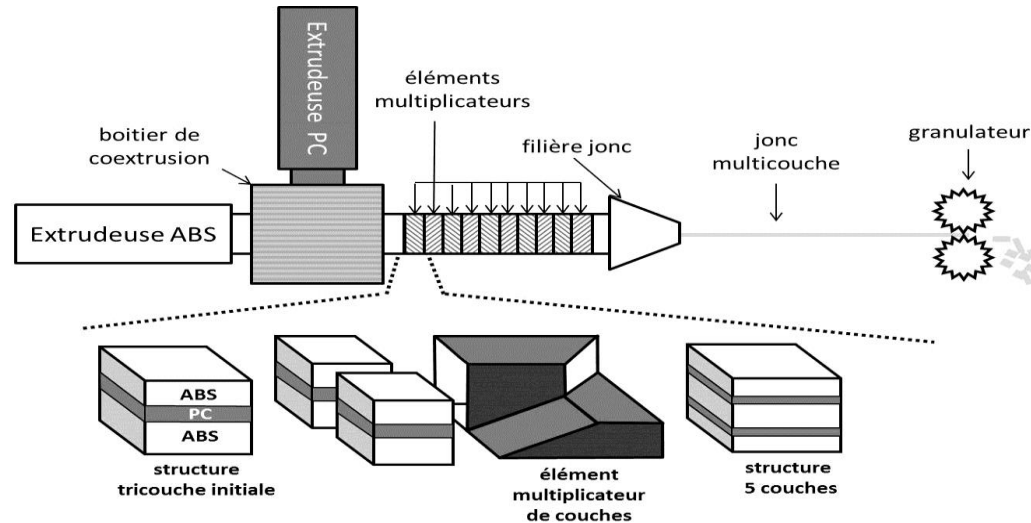 Extrudeuse PC
éléments
multiplicateurs
boitier de
coextrusion
filière jonc
jonc
multicouche
granulateur
Extrudeuse ABS
ABS
PC
ABS
structure
tricouche initiale
élément
multiplicateur
de couches
structure
5 couches